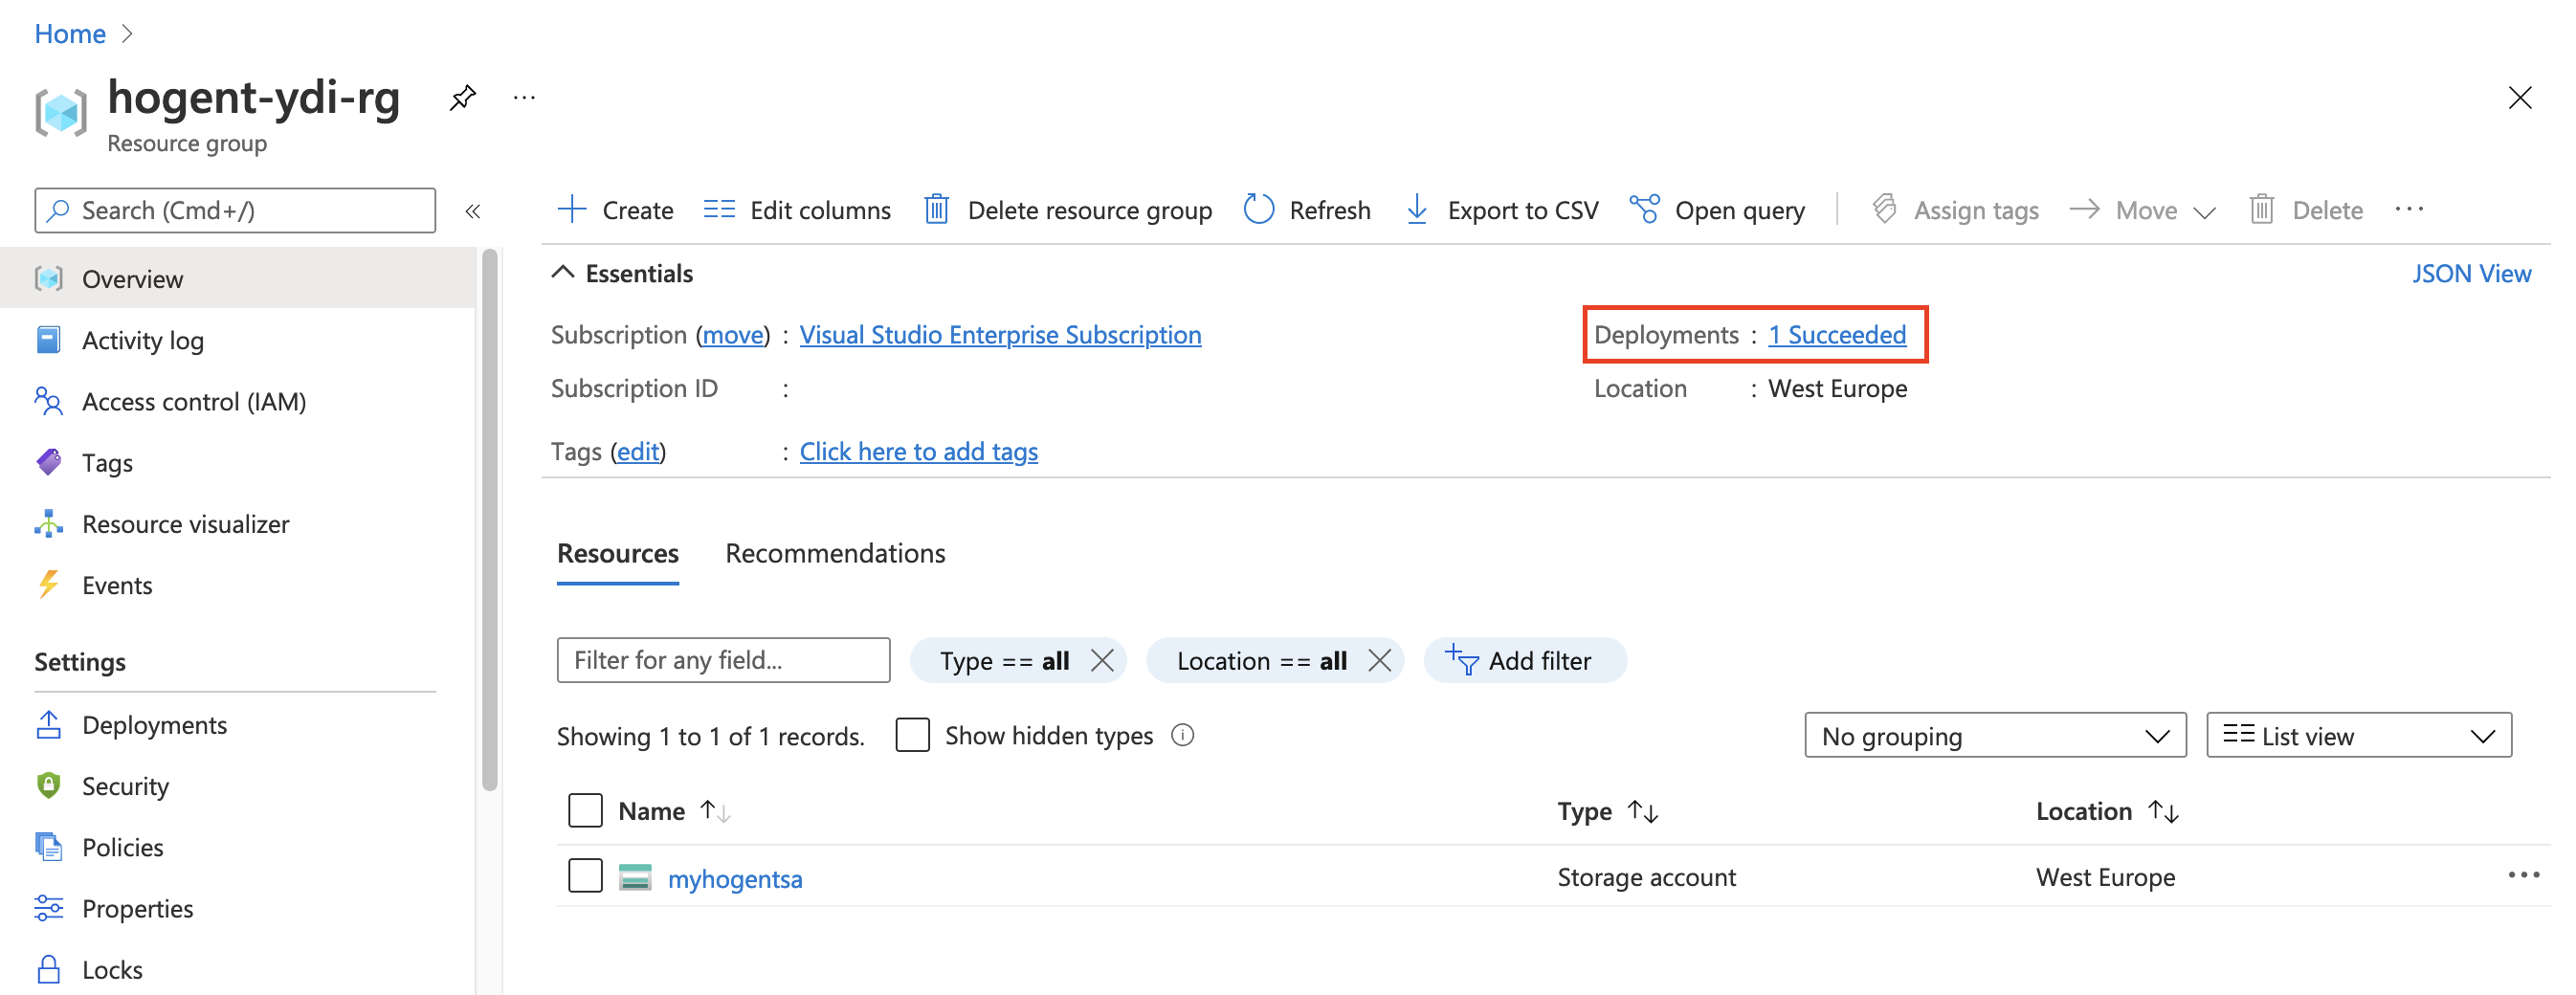 Home
hogent-ydi-rg
Resource group
Search (Cmd+/)
Create Edit columns Delete resource group Refresh Export to CSV Open query Assign tags Move Delete
Overview
Activity log
Access control (IAM)
Tags
Resource visualizer
Events
Settings
Deployments
Security
Policies
Properties
Locks
Essentials
JSON View
Subscription (move) : Visual Studio Enterprise Subscription
Deployments : 1 Succeeded
Subscription ID :
Location : West Europe
Tags (edit) : Click here to add tags
Resources Recommendations
Filter for any field... Type == all Location == all Add filter
Showing 1 to 1 of 1 records. Show hidden types
No grouping List view
Name Type Location
myhogentsa Storage account West Europe